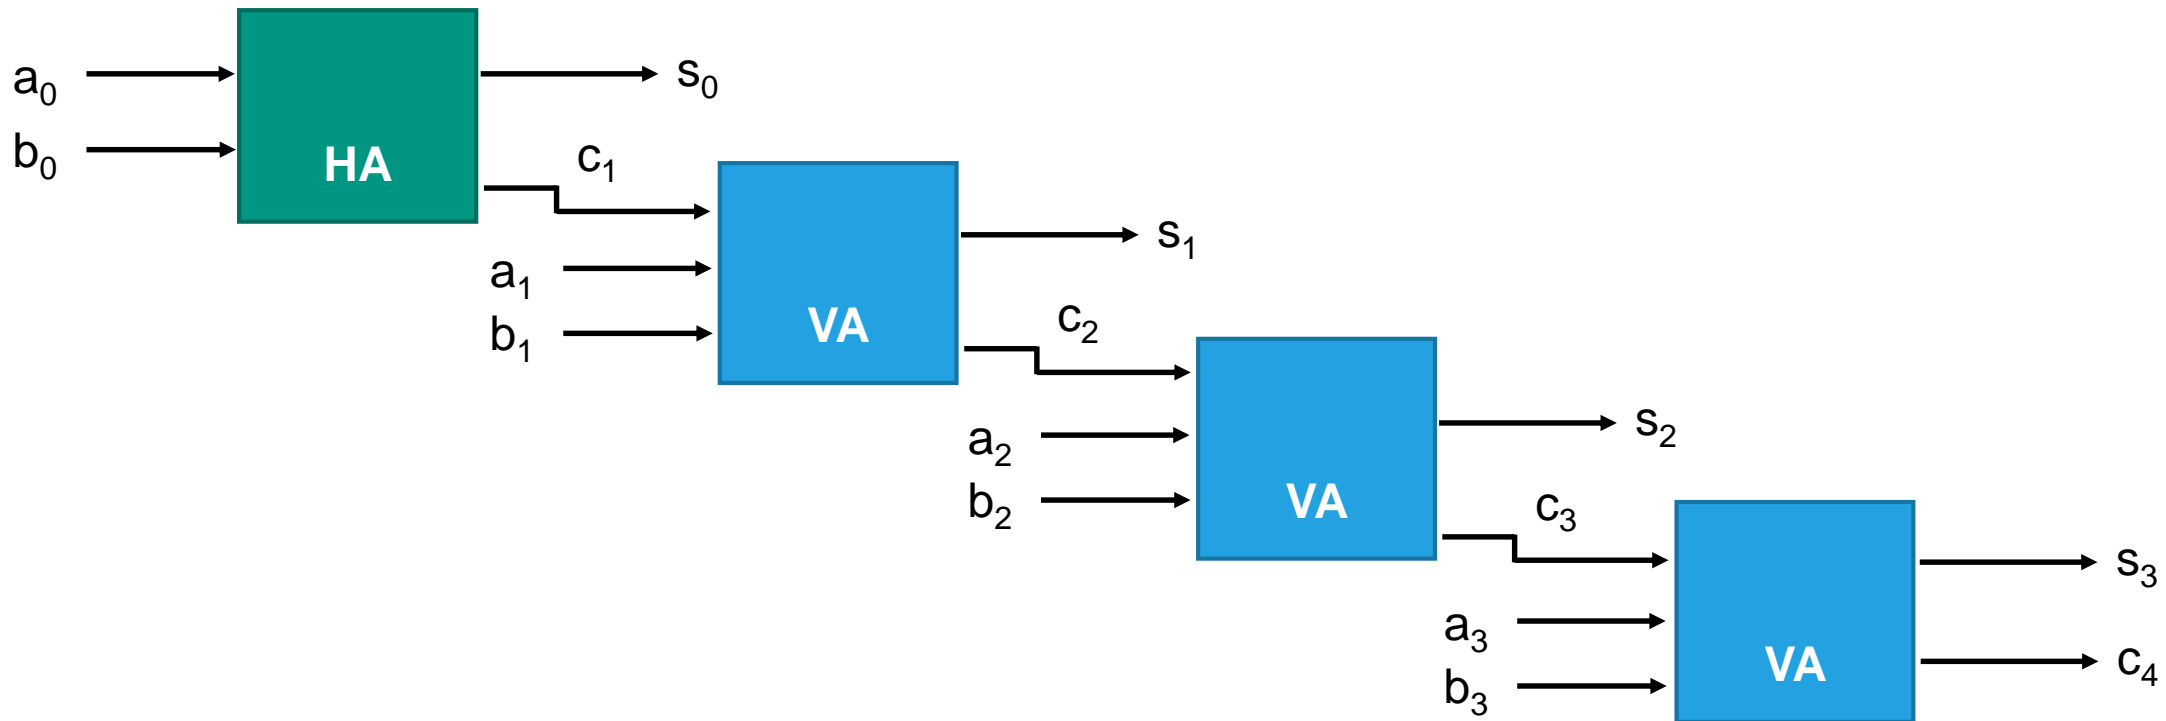 a₀
s₀
b₀
HA
c₁
s₁
a₁
b₁
VA
c₂
s₂
a₂
b₂
VA
c₃
s₃
a₃
b₃
VA
c₄